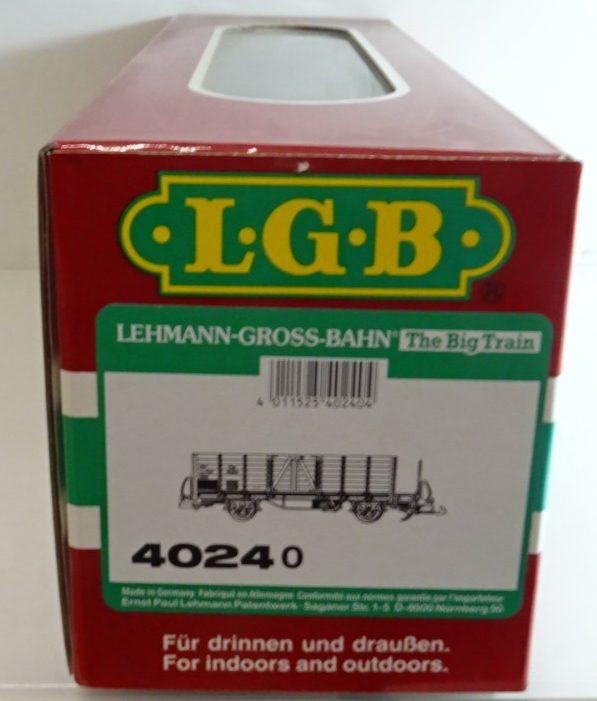 L·G·B
®
LEHMANN-GROSS-BAHN® The Big Train
4 011525 402404
40240
Made in Germany Fabriqué en Allemagne Conformité aux normes garantie par l'importateur
Ernst Paul Lehmann Patentwerk · Saganer Str. 1-5 D-8500 Nürnberg 50
Für drinnen und draußen.
For indoors and outdoors.